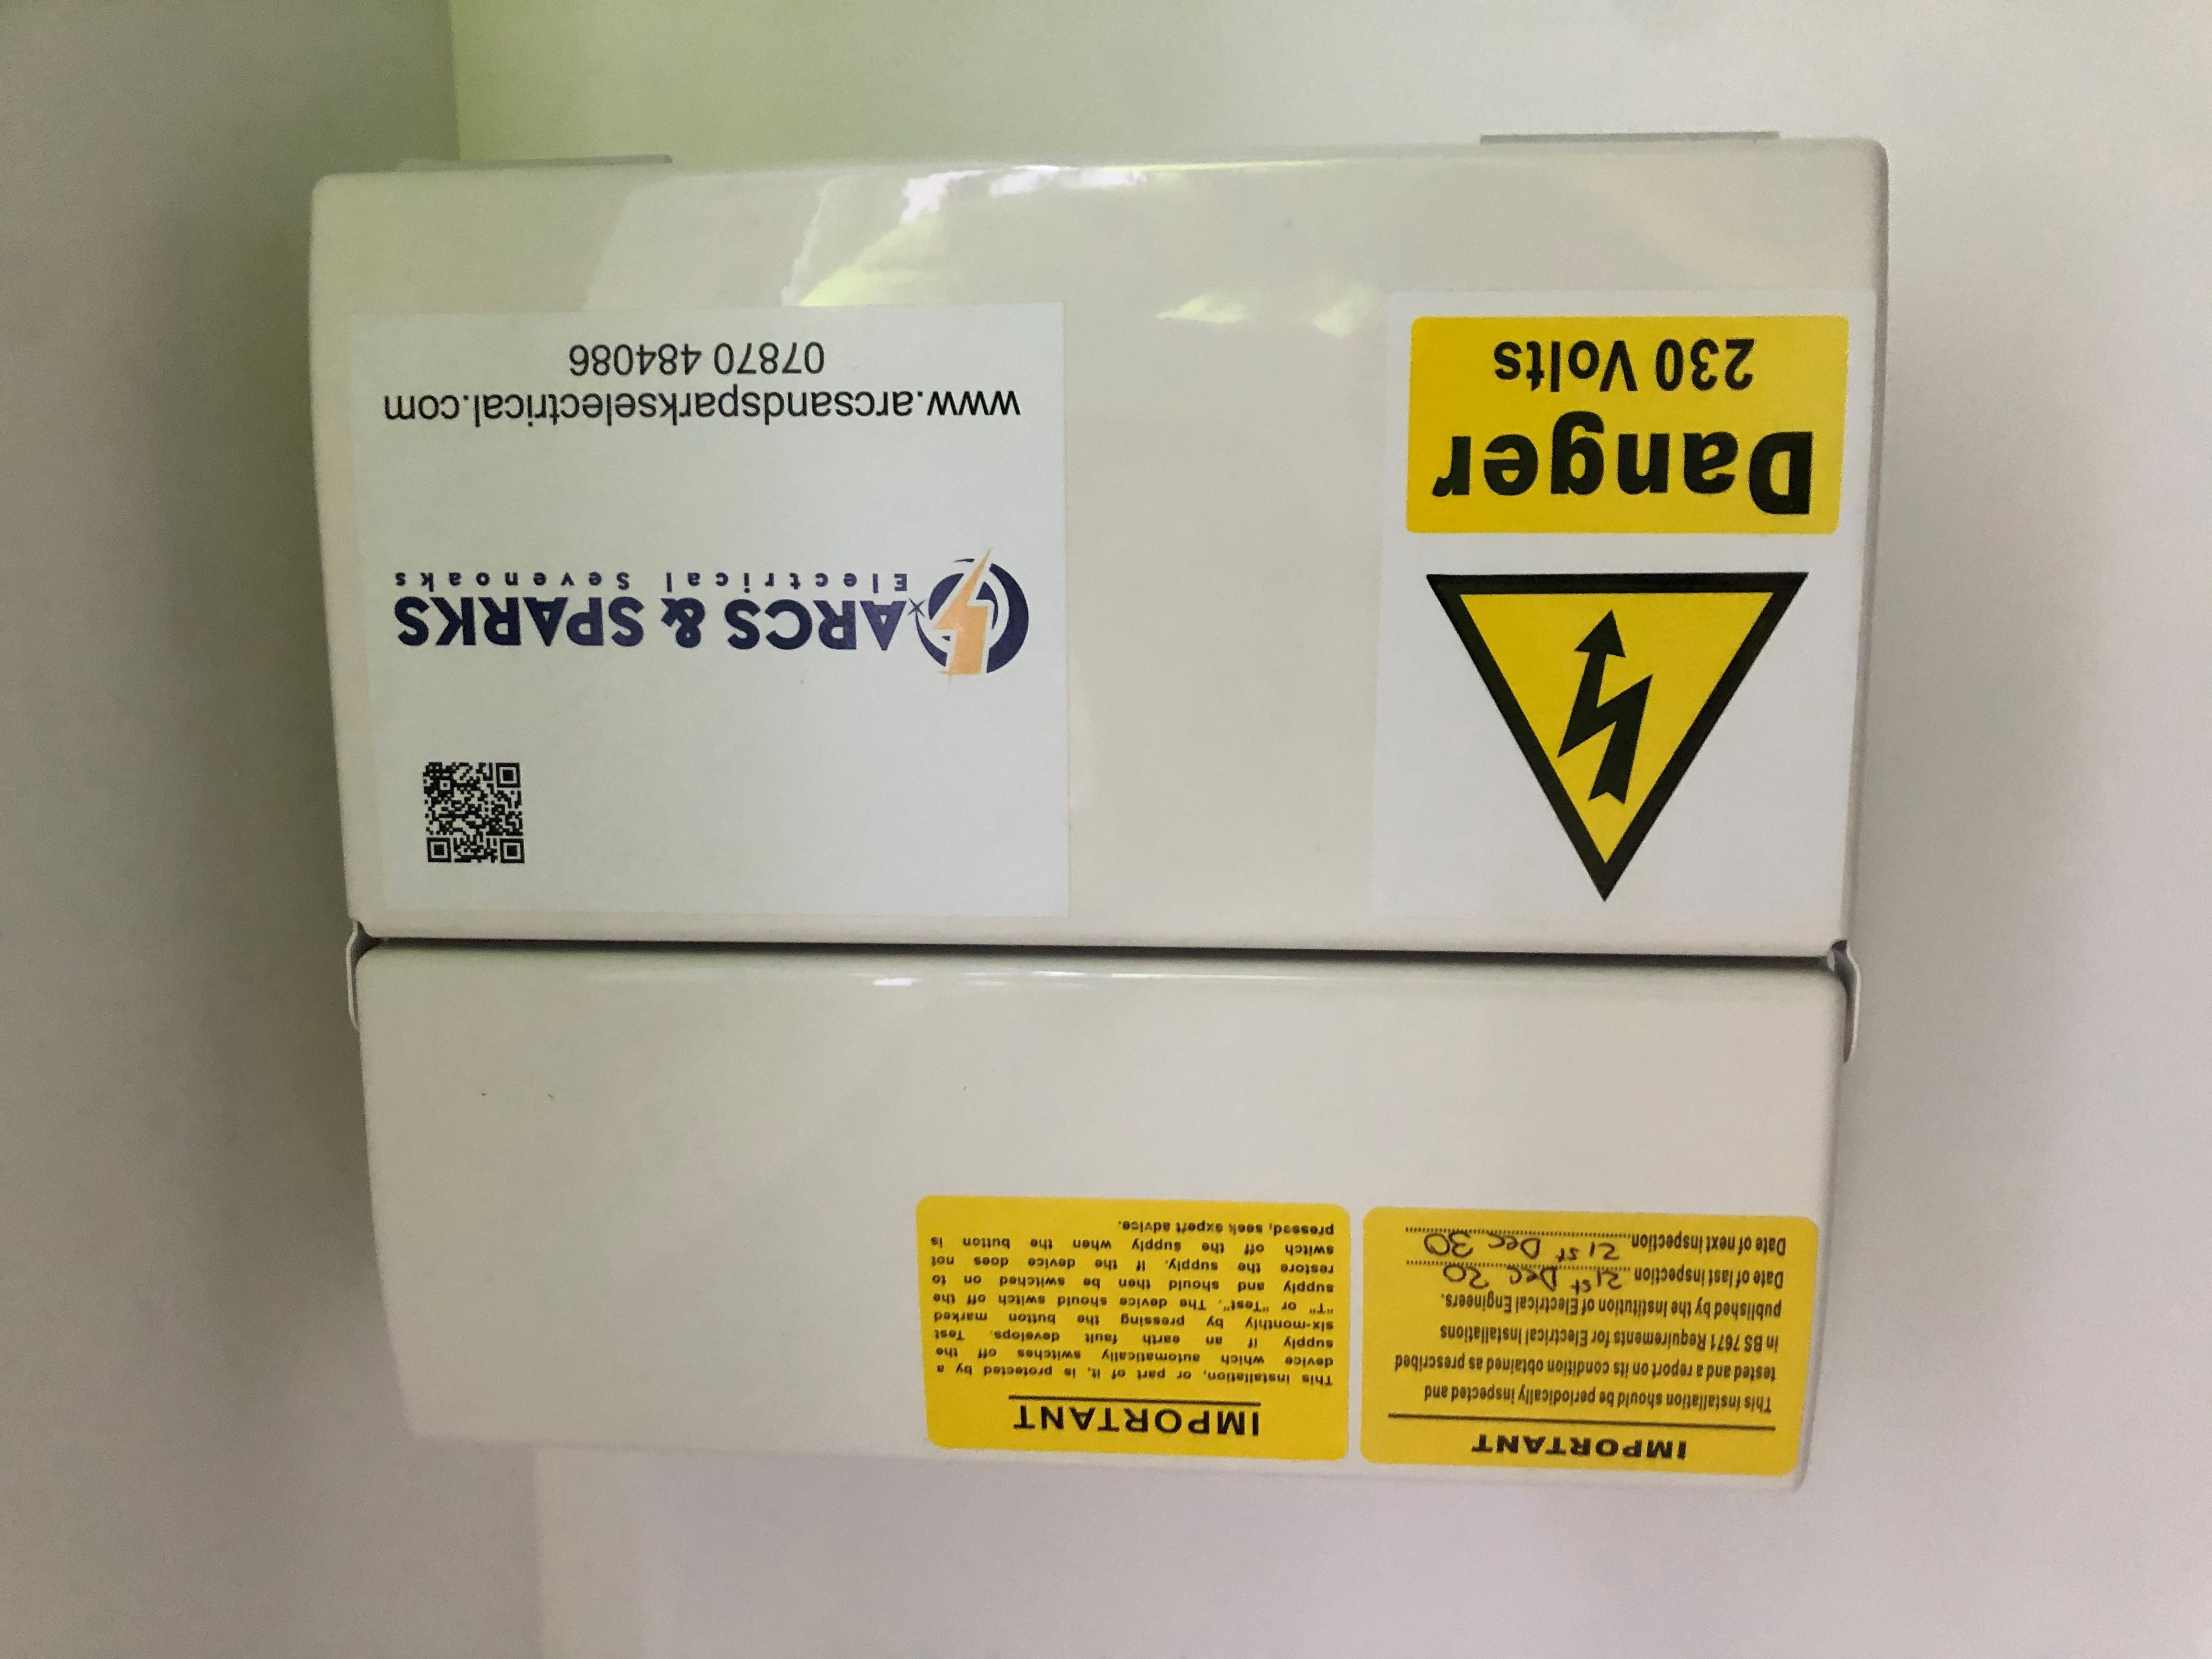 IMPORTANT
This installation should be periodically inspected and
tested and a report on its condition obtained as prescribed
in BS 7671 Requirements for Electrical Installations
published by the Institution of Electrical Engineers.
Date of last inspection 21st Dec 20
Date of next inspection 21st Dec 30
IMPORTANT
This installation, or part of it, is protected by a
device which automatically switches off the
supply if an earth fault develops. Test
six-monthly by pressing the button marked
"T" or "Test". The device should switch off the
supply and should then be switched on to
restore the supply. If the device does not
switch off the supply when the button is
pressed, seek expert advice.
Danger
230 Volts
ARCS & SPARKS
Electrical Sevenoaks
www.arcsandsparkselectrical.com
07870 484086